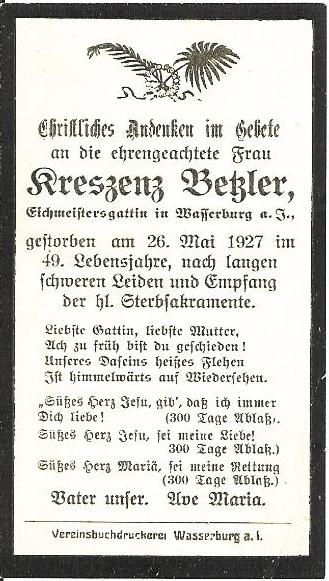 Christliches Andenken im Gebete
an die ehrengeachtete Frau
Kreszenz Betzler,
Eichmeistersgattin in Wasserburg a. J.,
gestorben am 26. Mai 1927 im
49. Lebensjahre, nach langen
schweren Leiden und Empfang
der hl. Sterbsakramente.
Liebste Gattin, liebste Mutter,
Ach zu früh bist du geschieden!
Unseres Daseins heißes Flehen
Ist himmelwärts auf Wiedersehen.
„Süßes Herz Jesu, gib', daß ich immer
Dich liebe! (300 Tage Ablaß.)
Süßes Herz Jesu, sei meine Liebe!
(300 Tage Ablaß.)
Süßes Herz Mariä, sei meine Rettung
(300 Tage Ablaß.)
Vater unser. Ave Maria.
Vereinsbuchdruckerei Wasserburg a. I.